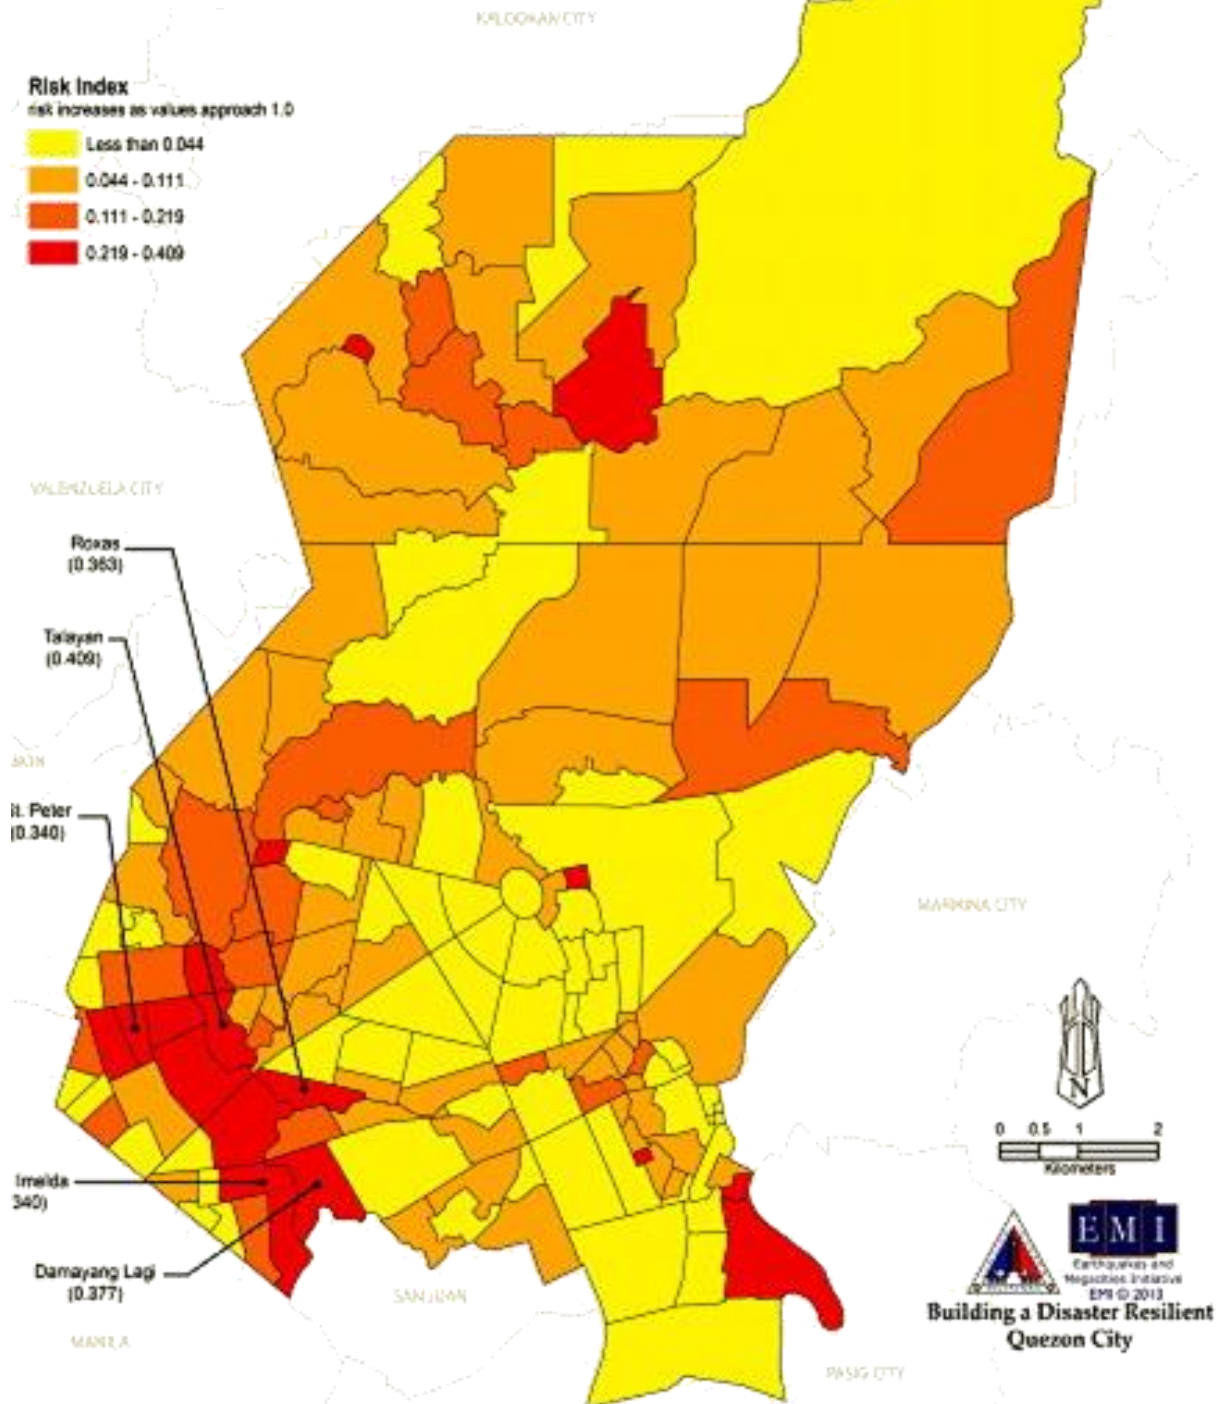 KALOOKAN CITY
Risk Index
risk increases as values approach 1.0
Less than 0.044
0.044 - 0.111
0.111 - 0.219
0.219 - 0.409
VALENZUELA CITY
Roxas
(0.363)
Talayan
(0.409)
St. Peter
(0.340)
MARIKINA CITY
N
0 0.5 1 2
Kilometers
Imelda
340)
EMI
Earthquakes and
Megacities Initiative
EMI © 2013
Damayang Lagi
(0.377)
SAN JUAN
Building a Disaster Resilient
Quezon City
MANILA
PASIG CITY